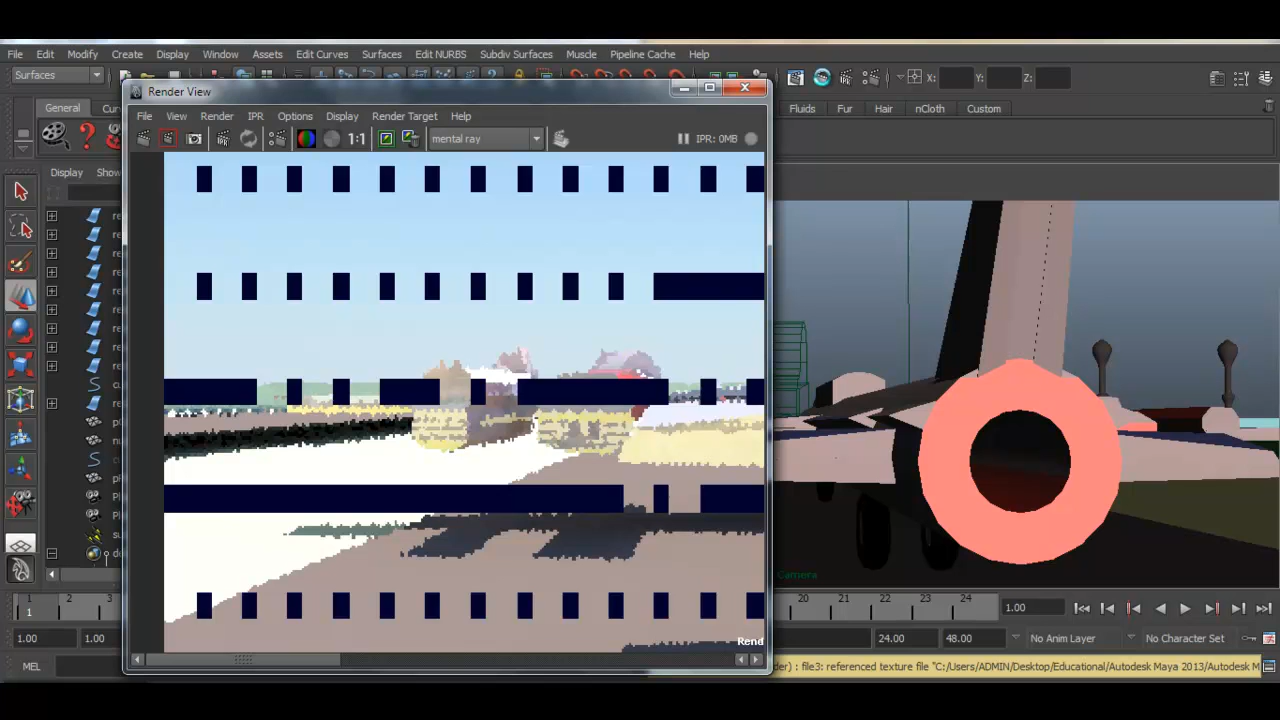 File Edit Modify Create Display Window Assets Edit Curves Surfaces Edit NURBS Subdiv Surfaces Muscle Pipeline Cache Help
Surfaces
X: Y: Z:
Render View
General
Fluids Fur Hair nCloth Custom
File View Render IPR Options Display Render Target Help
1:1 mental ray IPR: 0MB
Display
Camera
Rend
1 2 3 20 21 22 23 24
1
1.00
1.00 1.00 24.00 48.00 No Anim Layer No Character Set
MEL
: file3: referenced texture file "C:/Users/ADMIN/Desktop/Educational/Autodesk Maya 2013/Autodesk M